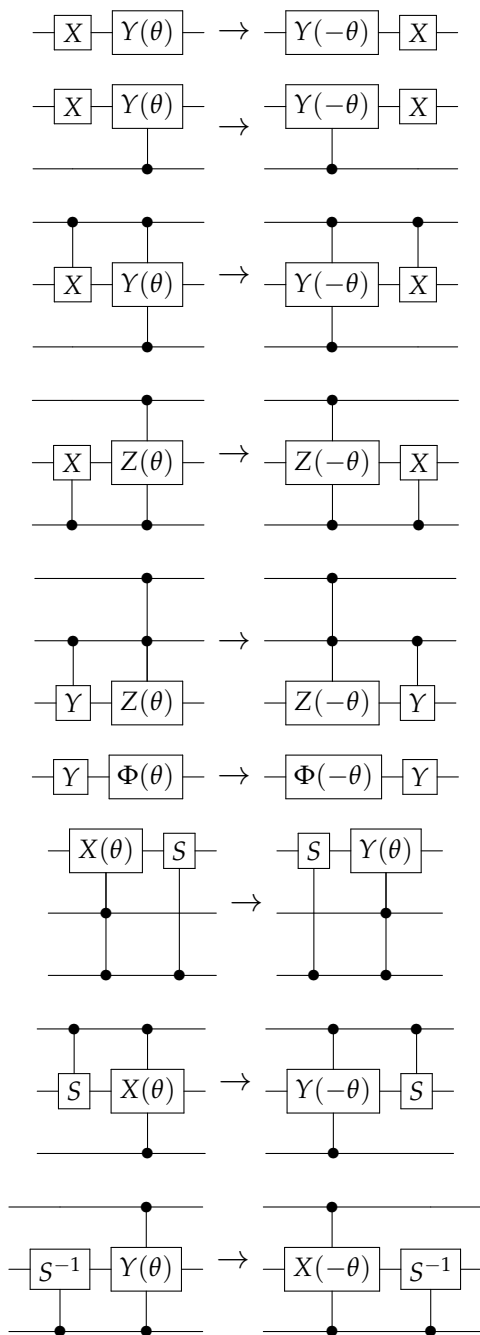 X Y(θ) → Y(−θ) X
X Y(θ) → Y(−θ) X
X Y(θ) → Y(−θ) X
X Z(θ) → Z(−θ) X
Y Z(θ) → Z(−θ) Y
Y Φ(θ) → Φ(−θ) Y
X(θ) S → S Y(θ)
S X(θ) → Y(−θ) S
S⁻¹ Y(θ) → X(−θ) S⁻¹